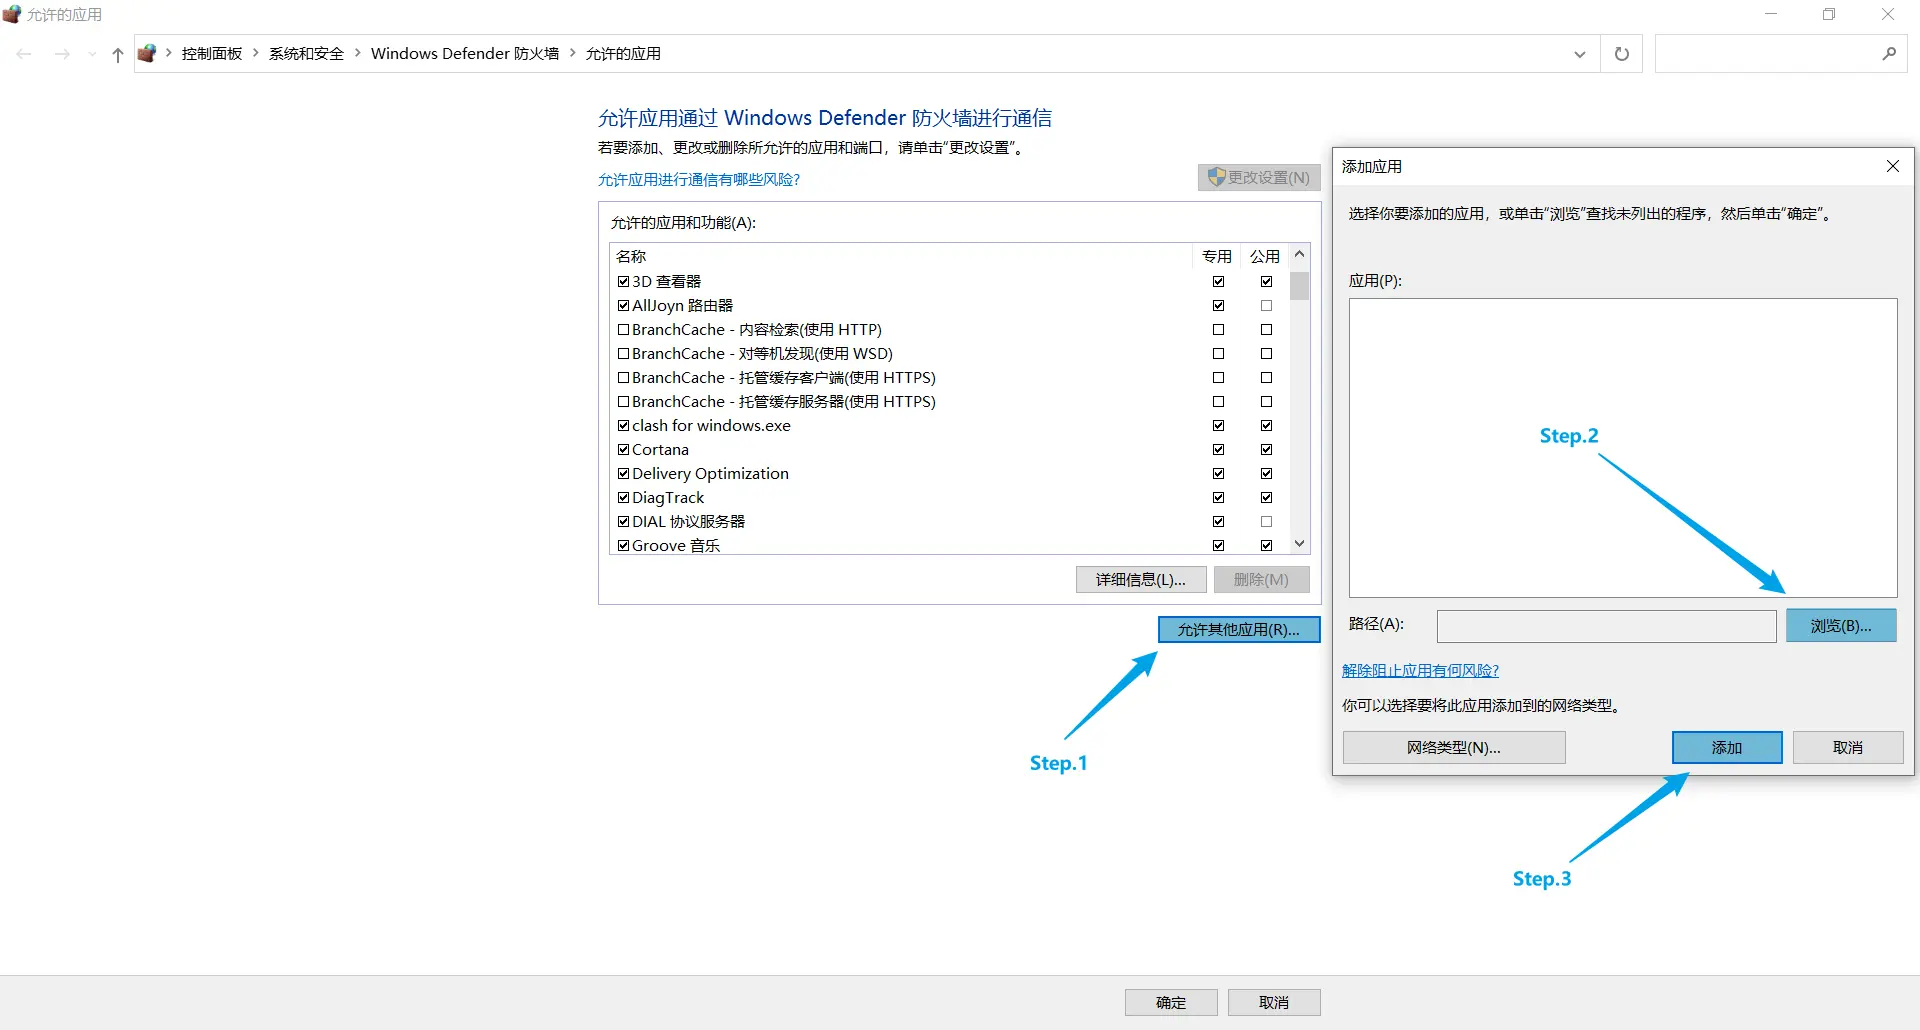 允许的应用
控制面板 > 系统和安全 > Windows Defender 防火墙 > 允许的应用
允许应用通过 Windows Defender 防火墙进行通信
若要添加、更改或删除所允许的应用和端口，请单击“更改设置”。
允许应用进行通信有哪些风险?
更改设置(N)
允许的应用和功能(A):
名称 专用 公用
3D 查看器
AllJoyn 路由器
BranchCache - 内容检索(使用 HTTP)
BranchCache - 对等机发现(使用 WSD)
BranchCache - 托管缓存客户端(使用 HTTPS)
BranchCache - 托管缓存服务器(使用 HTTPS)
clash for windows.exe
Cortana
Delivery Optimization
DiagTrack
DIAL 协议服务器
Groove 音乐
详细信息(L)... 删除(M)
允许其他应用(R)...
Step.1
添加应用
选择你要添加的应用，或单击“浏览”查找未列出的程序，然后单击“确定”。
应用(P):
Step.2
路径(A): 浏览(B)...
解除阻止应用有何风险?
你可以选择要将此应用添加到的网络类型。
网络类型(N)... 添加 取消
Step.3
确定 取消